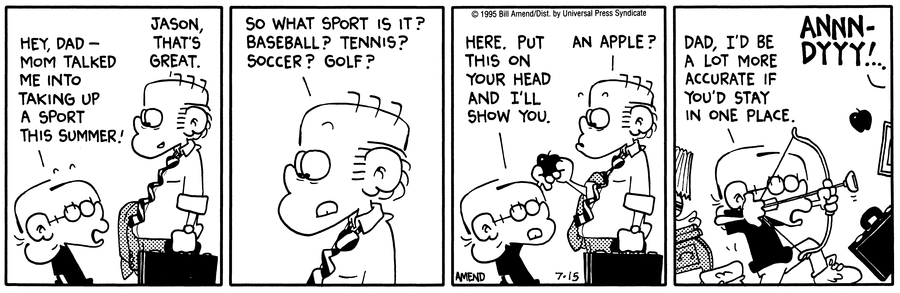 HEY, DAD –
MOM TALKED
ME INTO
TAKING UP
A SPORT
THIS SUMMER!
JASON,
THAT'S
GREAT.
SO WHAT SPORT IS IT?
BASEBALL? TENNIS?
SOCCER? GOLF?
© 1995 Bill Amend/Dist. by Universal Press Syndicate
HERE. PUT
THIS ON
YOUR HEAD
AND I'LL
SHOW YOU.
AN APPLE?
AMEND
7-15
DAD, I'D BE
A LOT MORE
ACCURATE IF
YOU'D STAY
IN ONE PLACE.
ANNN-
DYYY!...